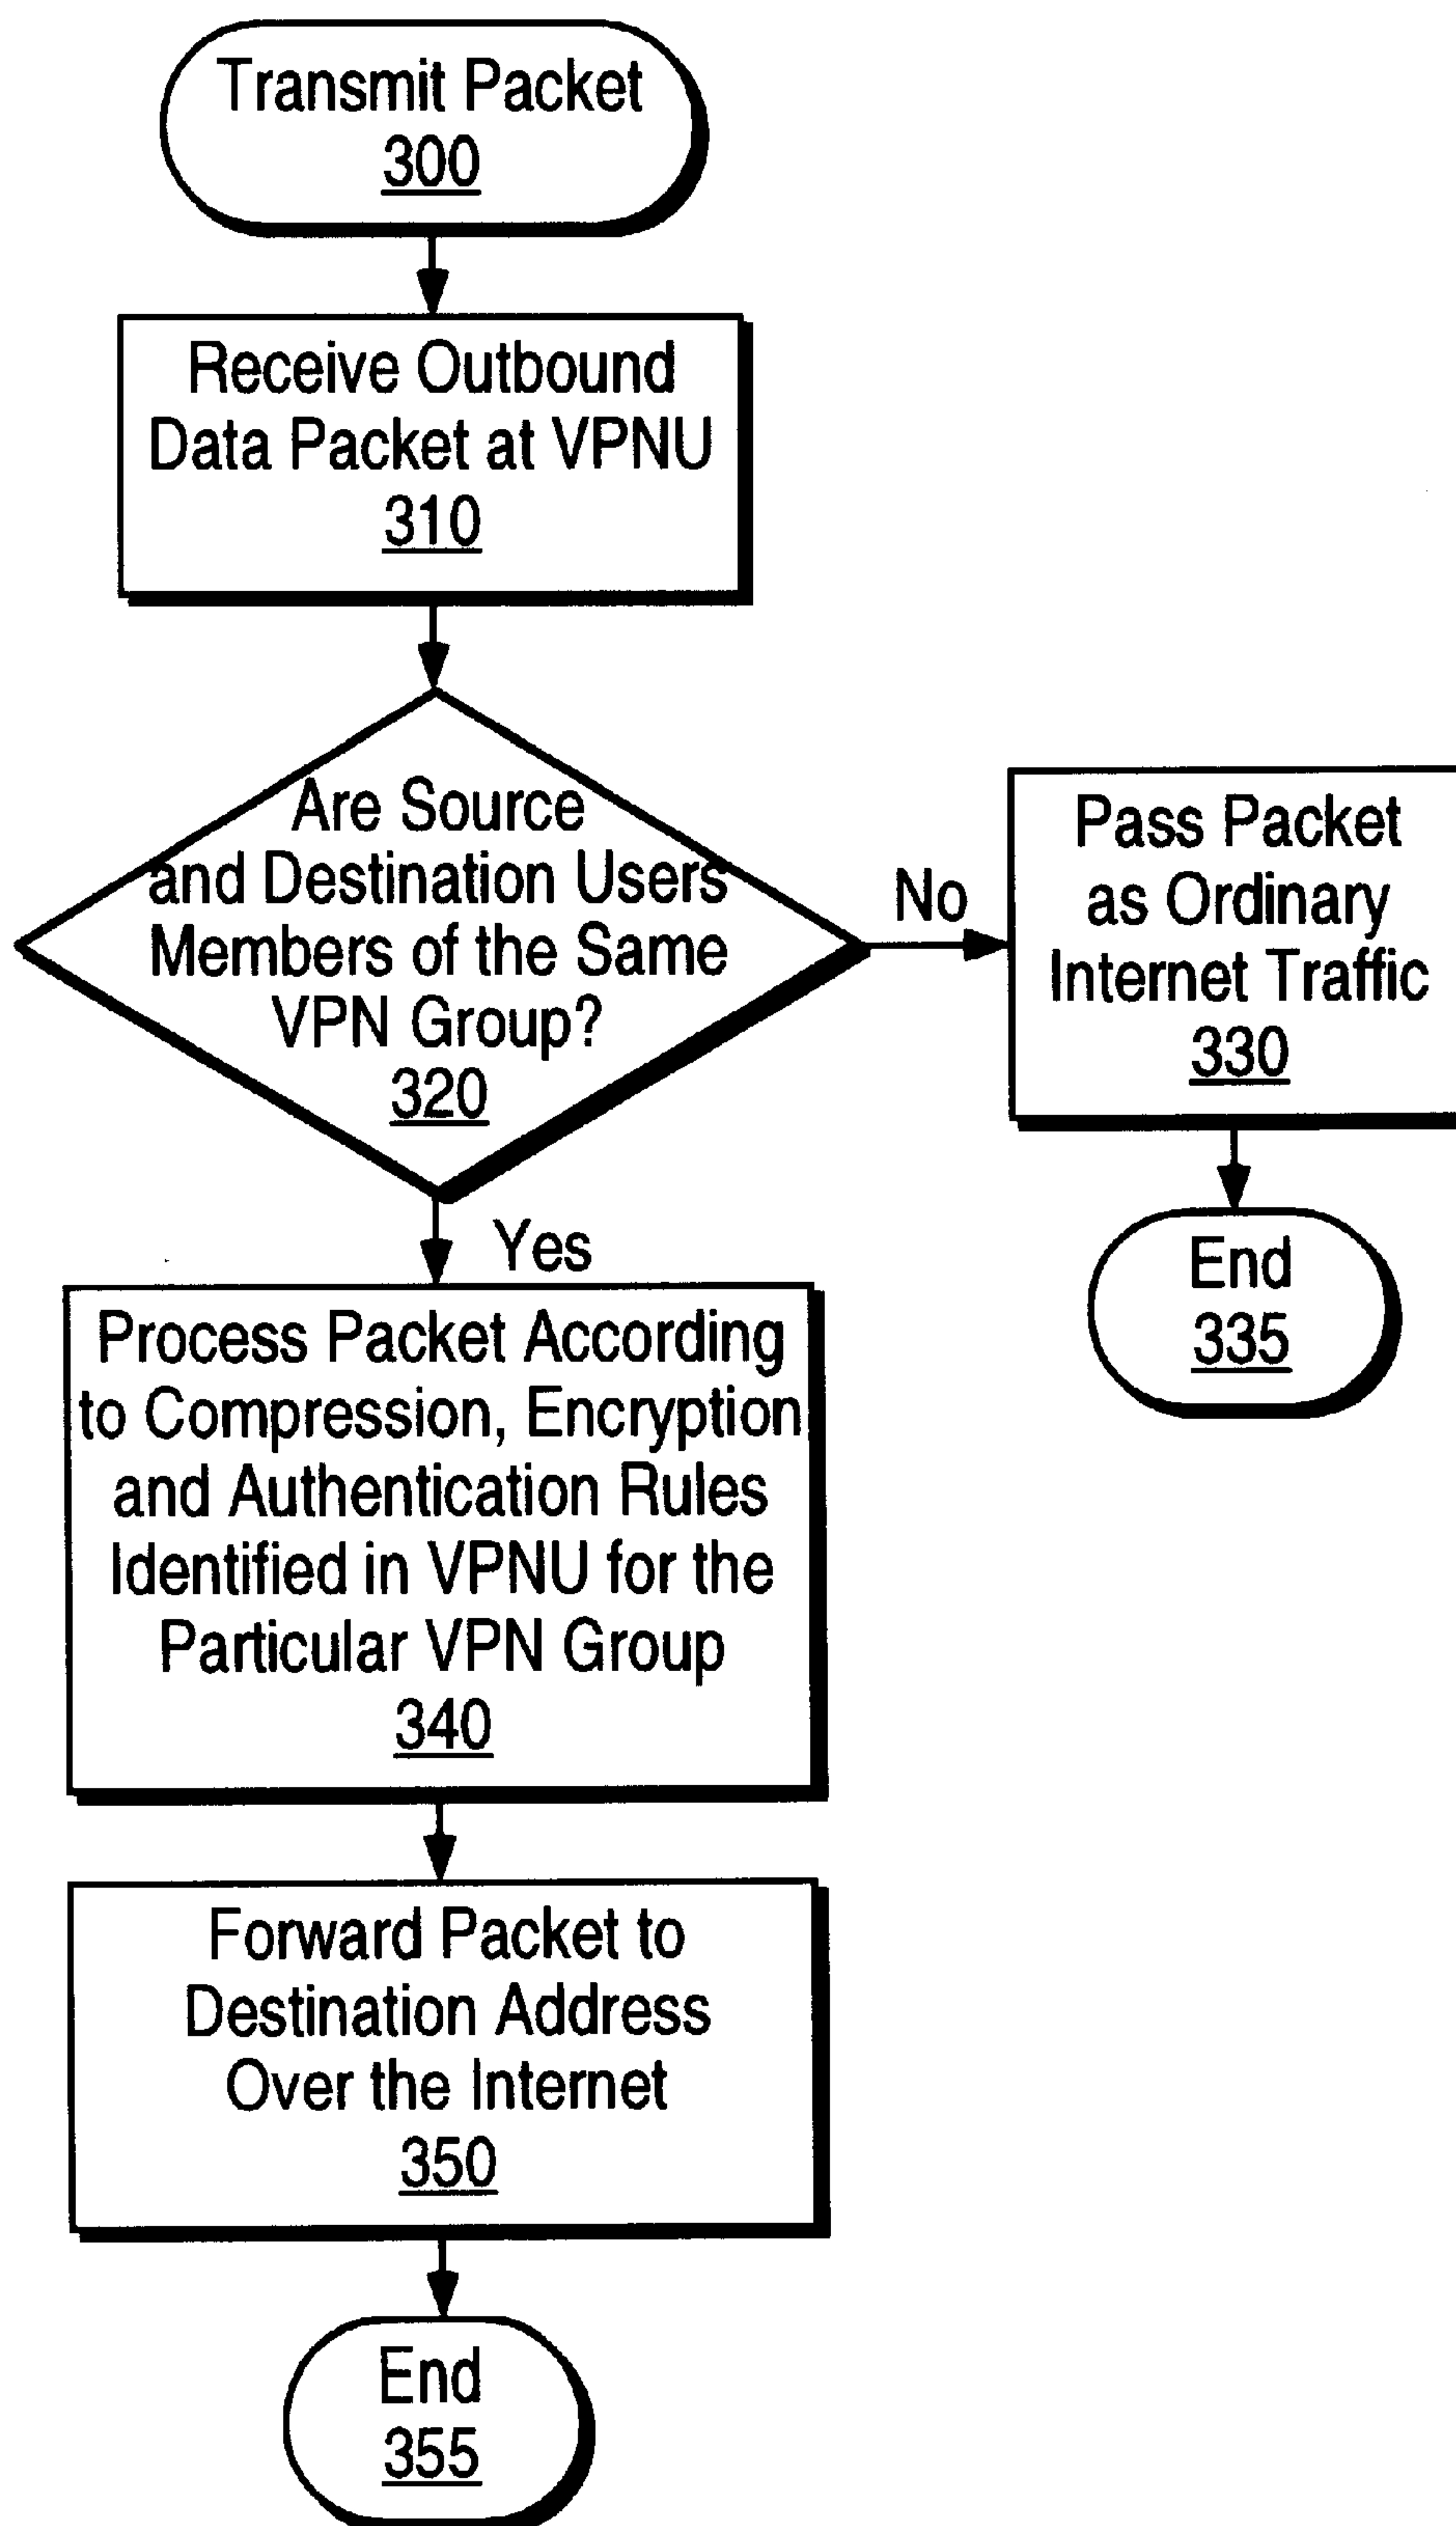 Transmit Packet
300
Receive Outbound
Data Packet at VPNU
310
Are Source
and Destination Users
Members of the Same
VPN Group?
320
No
Pass Packet
as Ordinary
Internet Traffic
330
End
335
Yes
Process Packet According
to Compression, Encryption
and Authentication Rules
Identified in VPNU for the
Particular VPN Group
340
Forward Packet to
Destination Address
Over the Internet
350
End
355